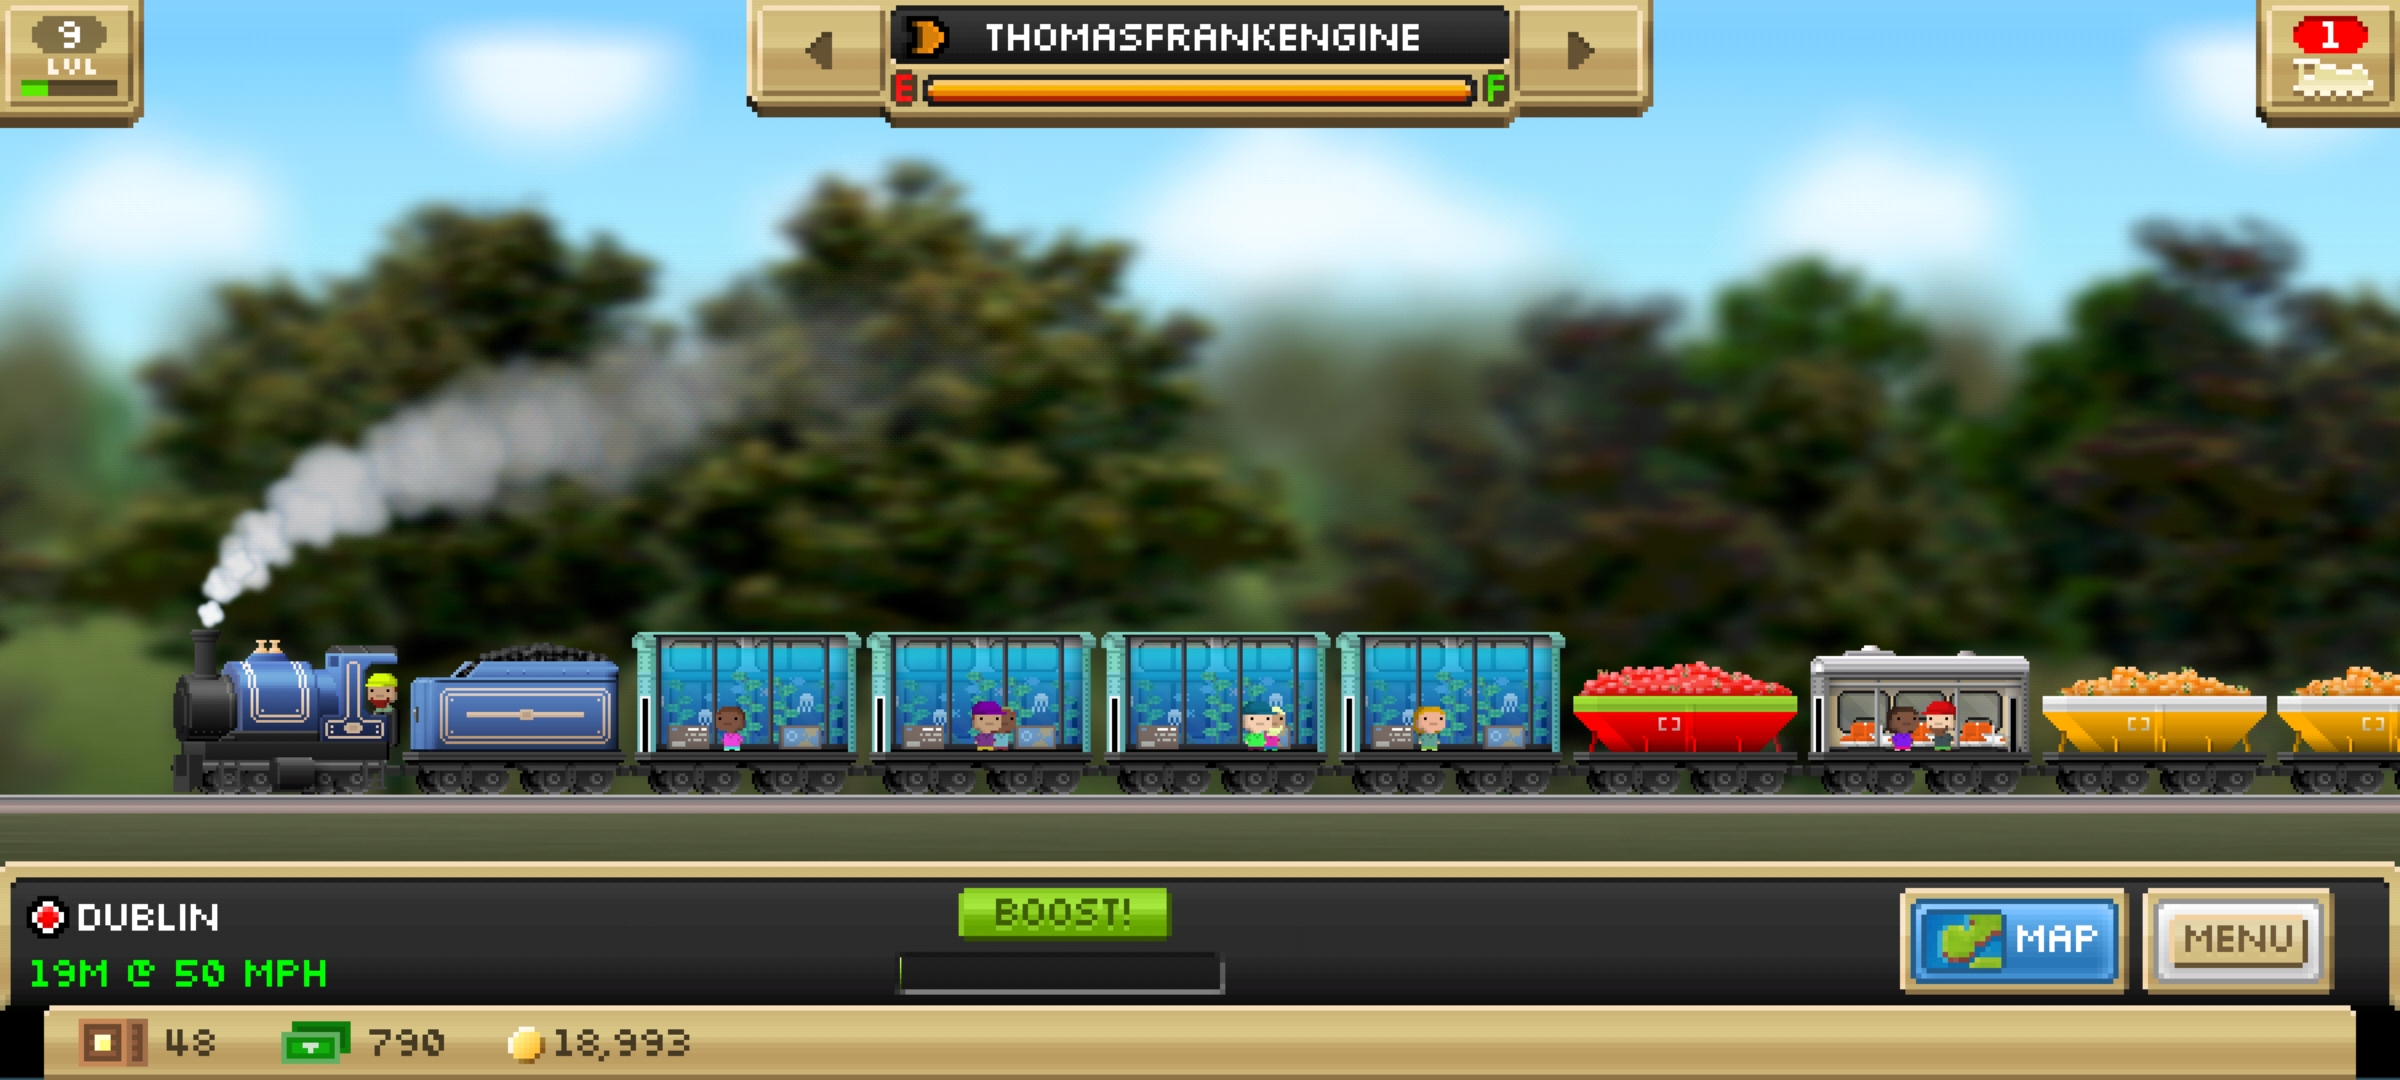 9
LVL
THOMASFRANKENGINE
E F
1
DUBLIN
19M @ 50 MPH
BOOST!
MAP
MENU
48 790 18,993